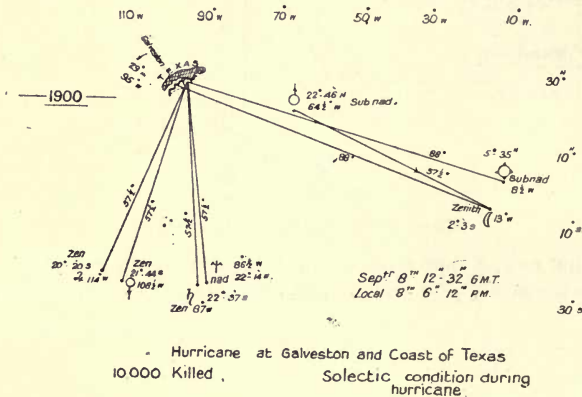 110 W 90° W 70° W 50° W 30° W 10° W.
Galveston
29° N
95° W
TEXAS
1900
30° N
22° 46 N
64½° W Subnad.
88°
88°
57½°
5° 35"
Subnad
8½ W
10° N.
Zenith
13° W
2° 3 S
10° S
57½°
57½°
57½°
57½°
Zen
20° 20 S
114 W
Zen
21° 44 S
108½ W
86½ W
nad 22° 14 N.
♄ 22° 37 S
Zen 87 W
Septr 8TH 12H 32M G.M.T.
Local 8TH 6H 12M P.M.
30° S
Hurricane at Galveston and Coast of Texas
10 000 Killed, Solectic condition during
hurricane